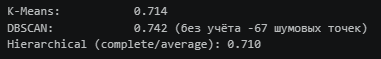 K-Means: 0.714
DBSCAN: 0.742 (без учёта -67 шумовых точек)
Hierarchical (complete/average): 0.710